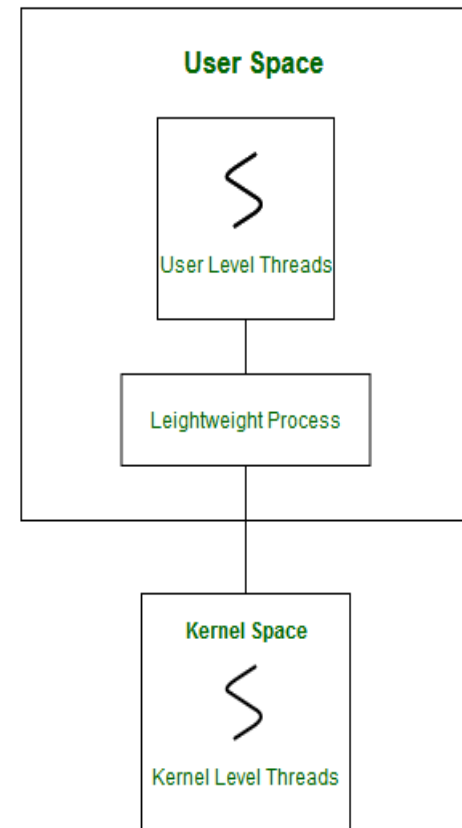 User Space
User Level Threads
Leightweight Process
Kernel Space
Kernel Level Threads